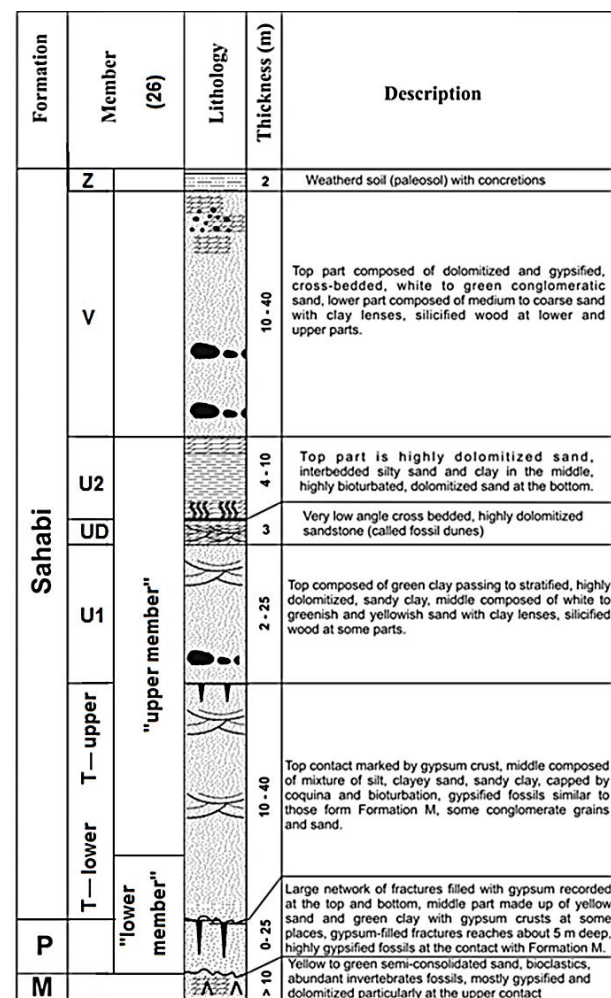 Formation
Member
(26)
Lithology
Thickness (m)
Description
Sahabi
Z
2
Weatherd soil (paleosol) with concretions
V
10 - 40
Top part composed of dolomitized and gypsified,
cross-bedded, white to green conglomeratic
sand, lower part composed of medium to coarse sand
with clay lenses, silicified wood at lower and
upper parts.
U2
4 - 10
Top part is highly dolomitized sand,
interbedded silty sand and clay in the middle,
highly bioturbated, dolomitized sand at the bottom.
UD
3
Very low angle cross bedded, highly dolomitized
sandstone (called fossil dunes)
U1
2 - 25
Top composed of green clay passing to stratified, highly
dolomitized, sandy clay, middle composed of white to
greenish and yellowish sand with clay lenses, silicified
wood at some parts.
"upper member"
T—upper
T—lower
10 - 40
Top contact marked by gypsum crust, middle composed
of mixture of silt, clayey sand, sandy clay, capped by
coquina and bioturbation, gypsified fossils similar to
those form Formation M, some conglomerate grains
and sand.
"lower
member"
P
0-25
Large network of fractures filled with gypsum recorded
at the top and bottom, middle part made up of yellow
sand and green clay with gypsum crusts at some
places, gypsum-filled fractures reaches about 5 m deep,
highly gypsified fossils at the contact with Formation M.
M
> 10
Yellow to green semi-consolidated sand, bioclastics,
abundant invertebrates fossils, mostly gypsified and
dolomitized particularly at the upper contact